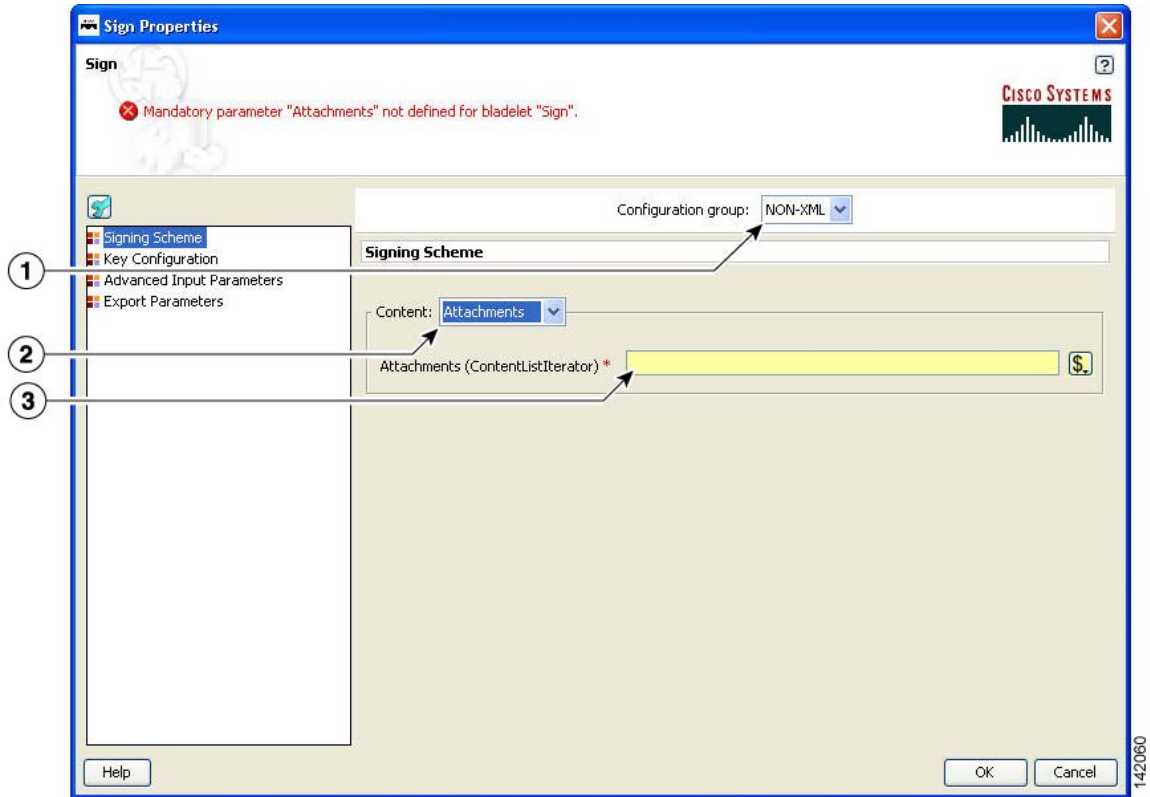 Sign Properties
Sign
Mandatory parameter "Attachments" not defined for bladelet "Sign".
CISCO SYSTEMS
Configuration group: NON-XML
Signing Scheme
Key Configuration
Advanced Input Parameters
Export Parameters
Signing Scheme
Content: Attachments
Attachments (ContentListIterator) *
$
1
2
3
Help
OK
Cancel
142060
?